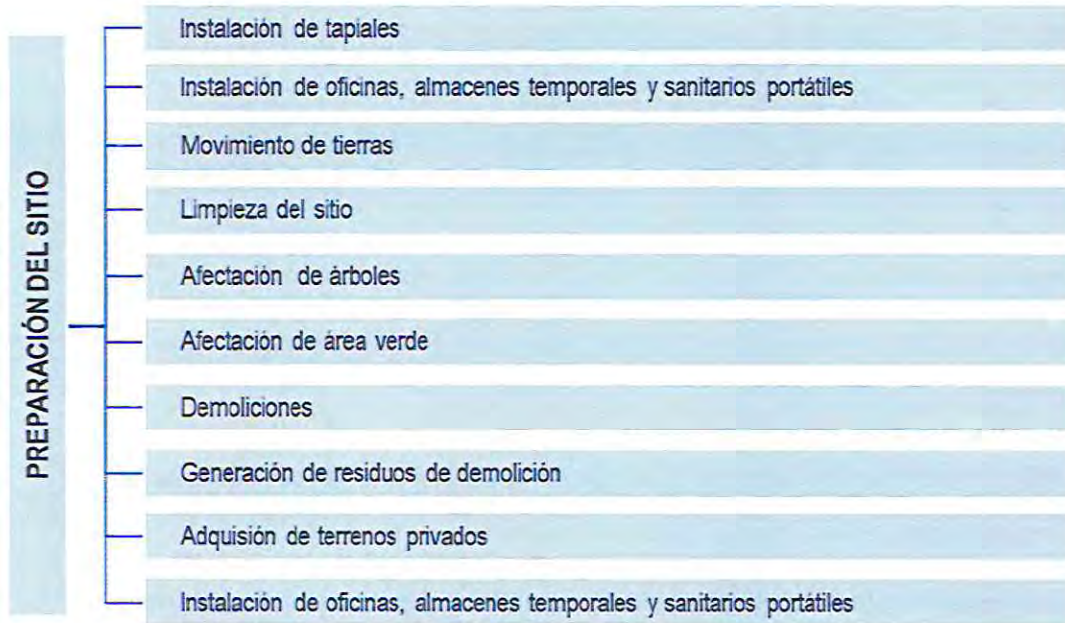 PREPARACIÓN DEL SITIO
Instalación de tapiales
Instalación de oficinas, almacenes temporales y sanitarios portátiles
Movimiento de tierras
Limpieza del sitio
Afectación de árboles
Afectación de área verde
Demoliciones
Generación de residuos de demolición
Adquisión de terrenos privados
Instalación de oficinas, almacenes temporales y sanitarios portátiles